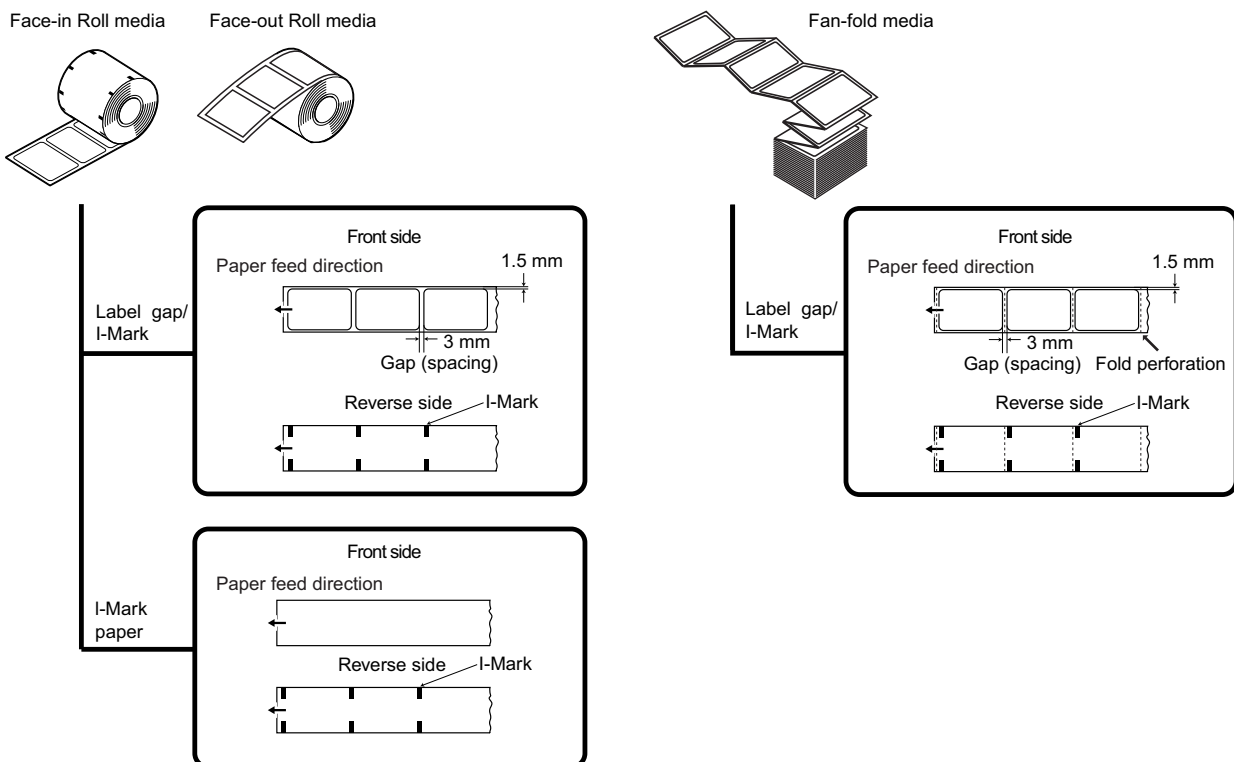 Face-in Roll media
Face-out Roll media
Fan-fold media
Label gap/
I-Mark
Front side
Paper feed direction
1.5 mm
3 mm
Gap (spacing)
Reverse side
I-Mark
I-Mark
paper
Front side
Paper feed direction
Reverse side
I-Mark
Label gap/
I-Mark
Front side
Paper feed direction
1.5 mm
3 mm
Gap (spacing)
Fold perforation
Reverse side
I-Mark